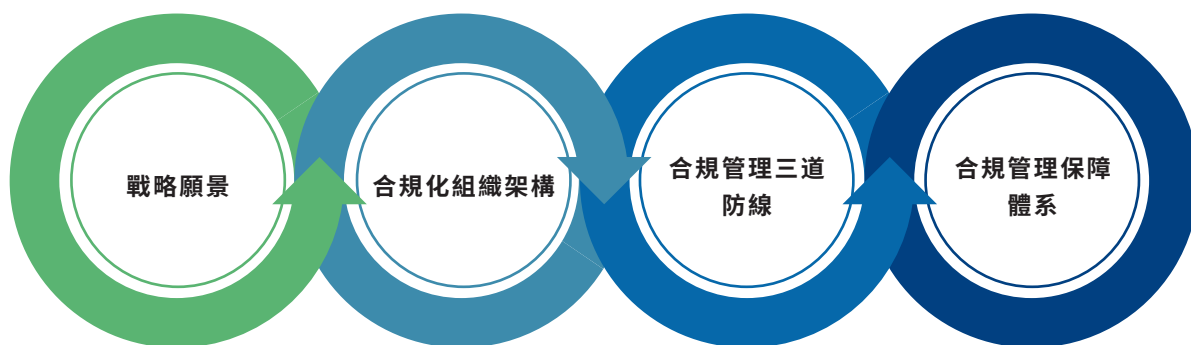 戰略願景
合規化組織架構
合規管理三道
防線
合規管理保障
體系